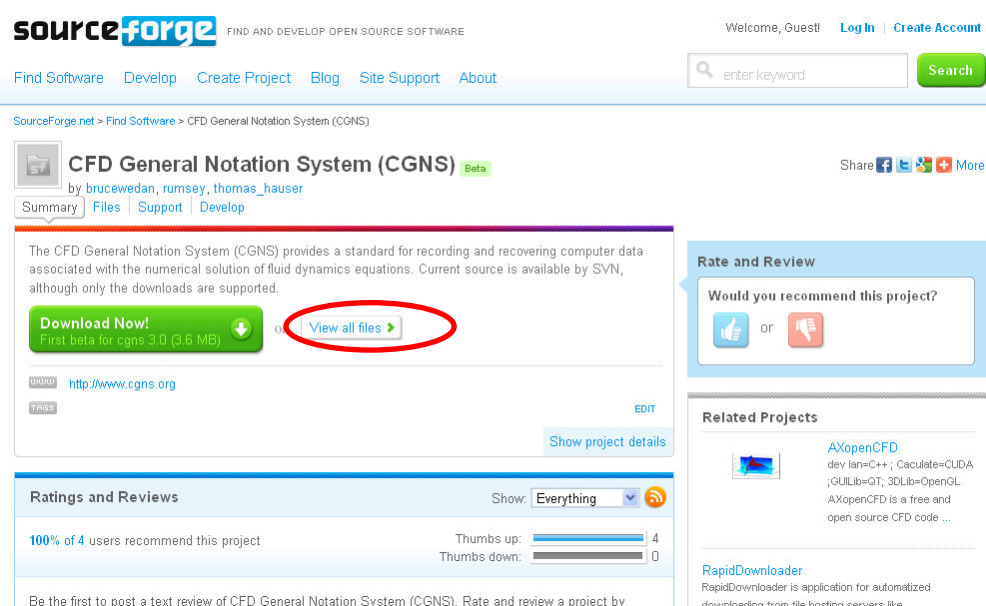 sourceforge FIND AND DEVELOP OPEN SOURCE SOFTWARE
Welcome, Guest! Log In | Create Account
Find Software Develop Create Project Blog Site Support About
enter keyword Search
SourceForge.net > Find Software > CFD General Notation System (CGNS)
CFD General Notation System (CGNS) Beta
by brucewedan, rumsey, thomas_hauser
Share More
Summary Files Support Develop
The CFD General Notation System (CGNS) provides a standard for recording and recovering computer data
associated with the numerical solution of fluid dynamics equations. Current source is available by SVN,
although only the downloads are supported.
Download Now!
First beta for cgns 3.0 (3.6 MB)
View all files
www http://www.cgns.org
TAGS EDIT
Show project details
Rate and Review
Would you recommend this project?
or
Related Projects
AXopenCFD
dev lan=C++ ; Caculate=CUDA
;GUILib=QT; 3DLib=OpenGL
AXopenCFD is a free and
open source CFD code ...
RapidDownloader
RapidDownloader is application for automatized
downloading from file hosting servers like
Ratings and Reviews Show: Everything
100% of 4 users recommend this project
Thumbs up: 4
Thumbs down: 0
Be the first to post a text review of CFD General Notation System (CGNS). Rate and review a project by